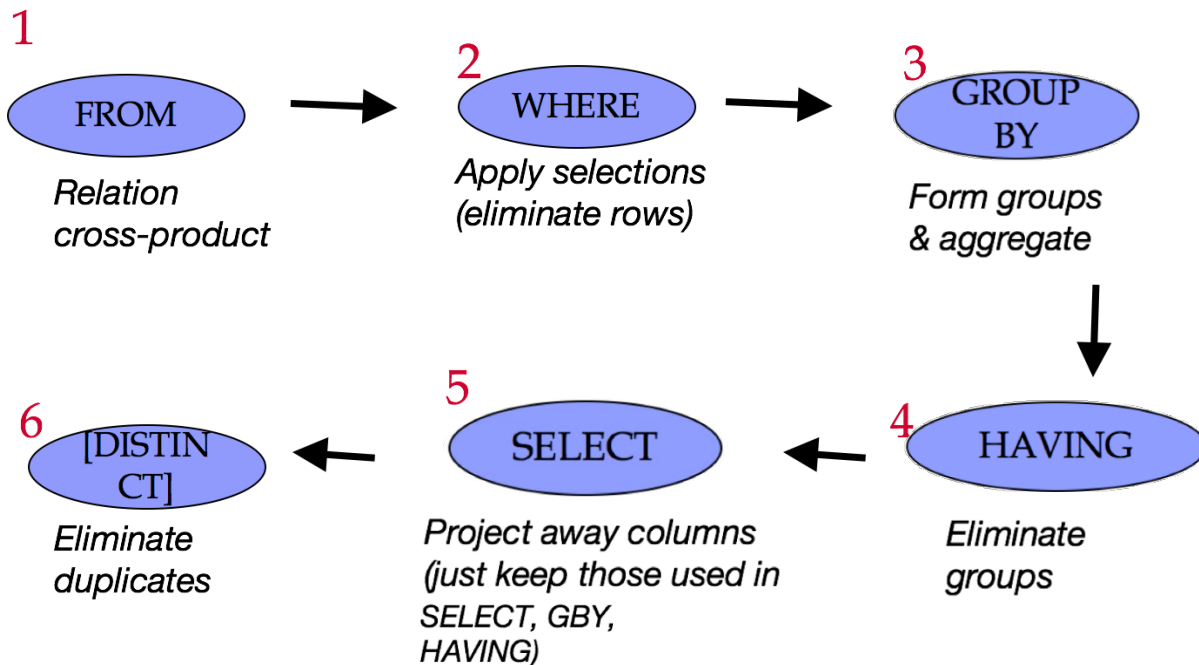 1
FROM
Relation
cross-product
2
WHERE
Apply selections
(eliminate rows)
3
GROUP
BY
Form groups
& aggregate
4
HAVING
Eliminate
groups
5
SELECT
Project away columns
(just keep those used in
SELECT, GBY,
HAVING)
6
[DISTIN
CT]
Eliminate
duplicates